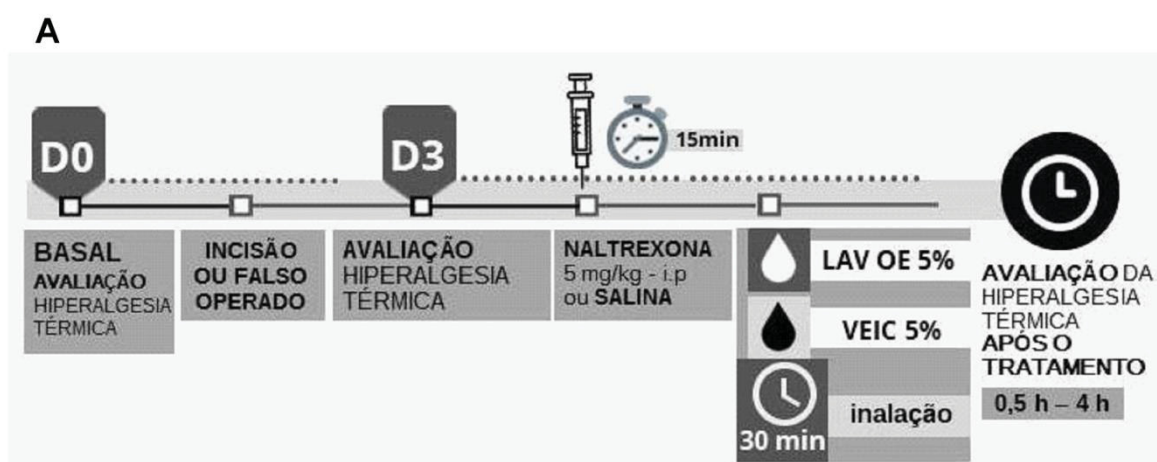 A
D0
D3
15min
BASAL
AVALIAÇÃO
HIPERALGESIA
TÉRMICA
INCISÃO
OU FALSO
OPERADO
AVALIAÇÃO
HIPERALGESIA
TÉRMICA
NALTREXONA
5 mg/kg - i.p
ou SALINA
LAV OE 5%
VEIC 5%
30 min
inalação
AVALIAÇÃO DA
HIPERALGESIA
TÉRMICA
APÓS O
TRATAMENTO
0,5 h – 4 h